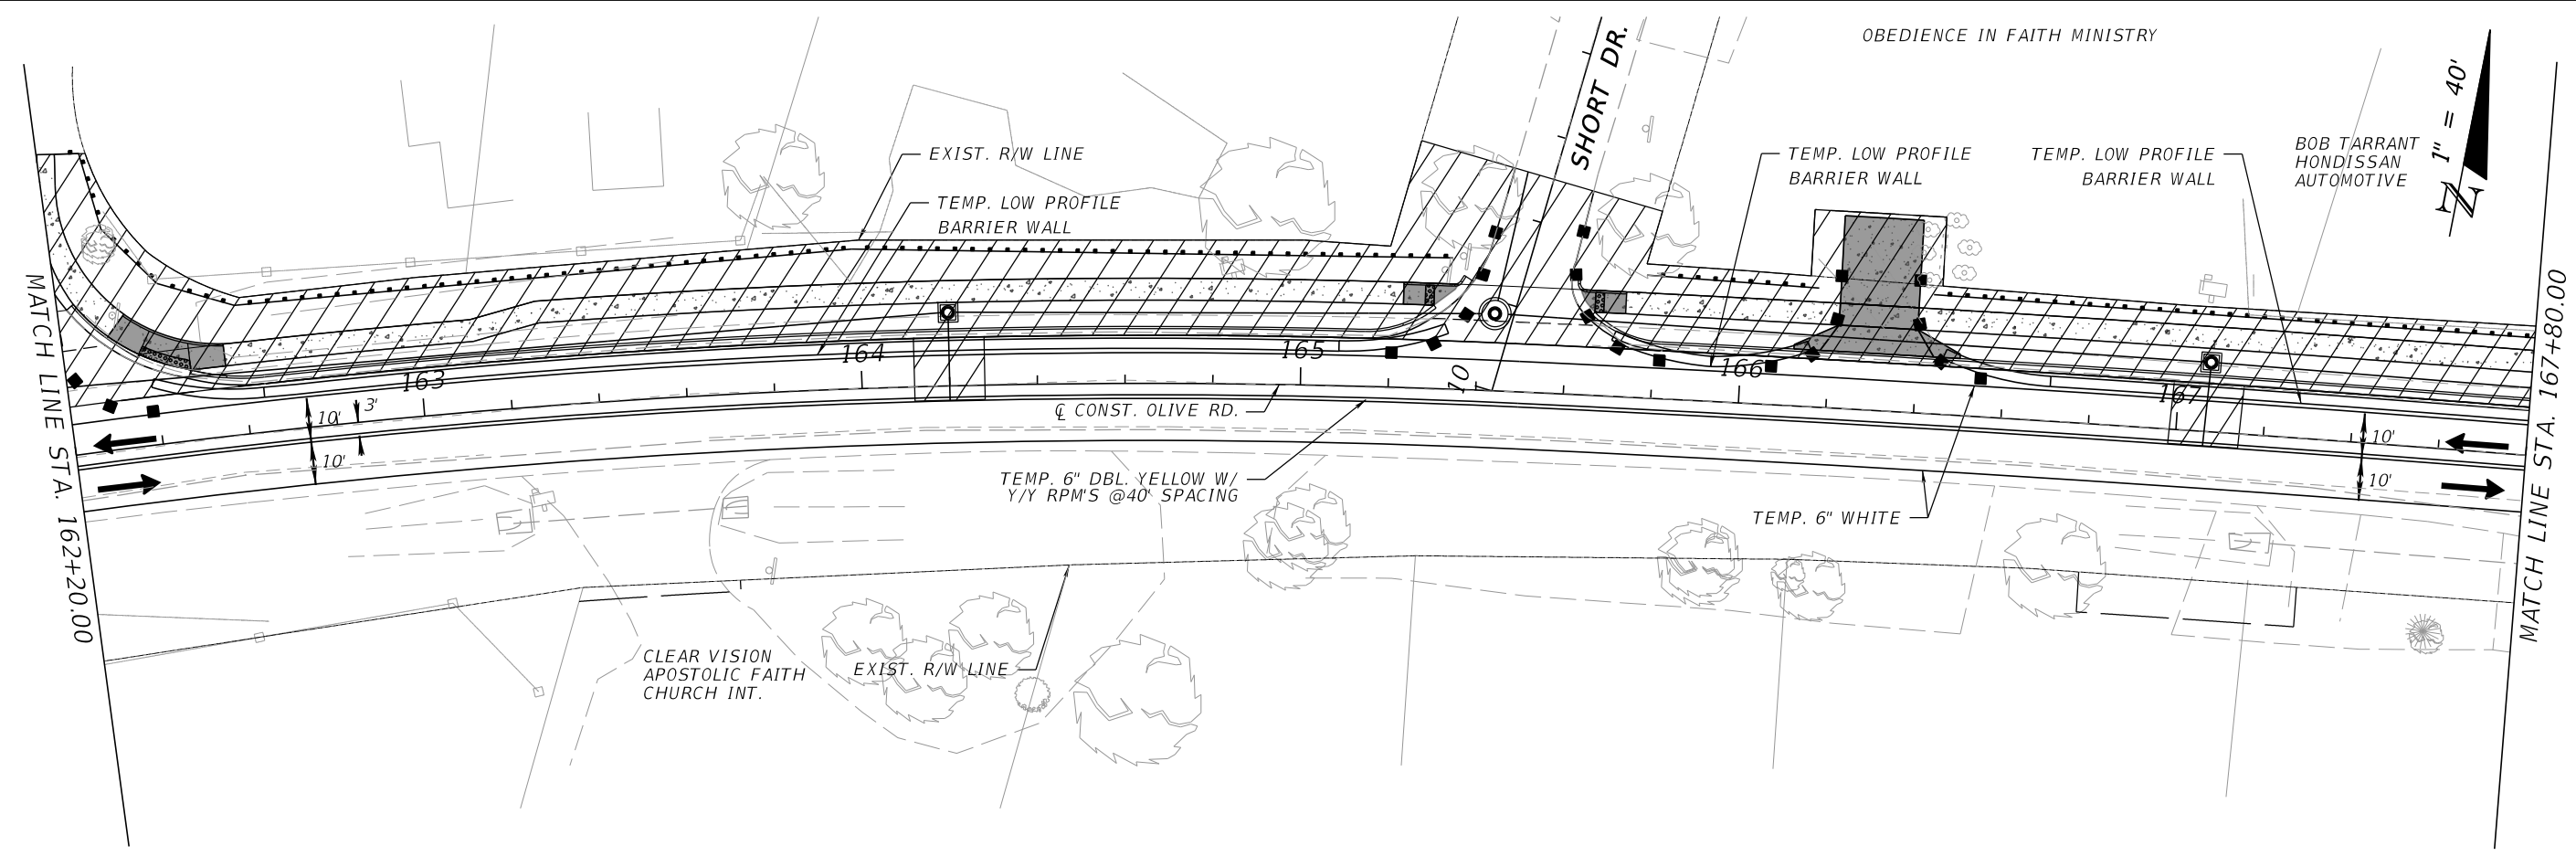 OBEDIENCE IN FAITH MINISTRY
SHORT DR.
1" = 40'
N
EXIST. R/W LINE
TEMP. LOW PROFILE
BARRIER WALL
TEMP. LOW PROFILE
BARRIER WALL
TEMP. LOW PROFILE
BARRIER WALL
BOB TARRANT
HONDISSAN
AUTOMOTIVE
MATCH LINE STA. 162+20.00
MATCH LINE STA. 167+80.00
163
164
165
10
166
167
10'
3'
10'
℄ CONST. OLIVE RD.
10'
10'
TEMP. 6" DBL. YELLOW W/
Y/Y RPM'S @40' SPACING
TEMP. 6" WHITE
CLEAR VISION
APOSTOLIC FAITH
CHURCH INT.
EXIST. R/W LINE